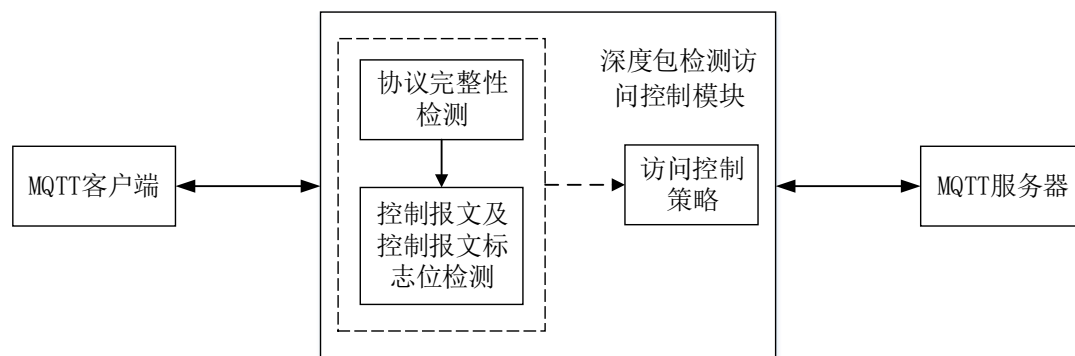 协议完整性
检测
深度包检测访
问控制模块
MQTT客户端
控制报文及
控制报文标
志位检测
访问控制
策略
MQTT服务器